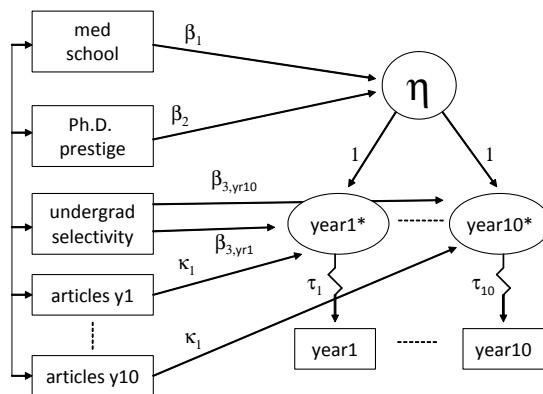 med
school
β₁
η
Ph.D.
prestige
β₂
1
1
β₃,yr10
undergrad
selectivity
year1*
year10*
β₃,yr1
κ₁
articles y1
τ₁
τ₁₀
κ₁
year1
year10
articles y10